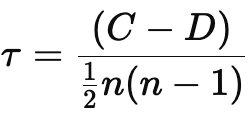 τ = (C − D) / (½n(n − 1))